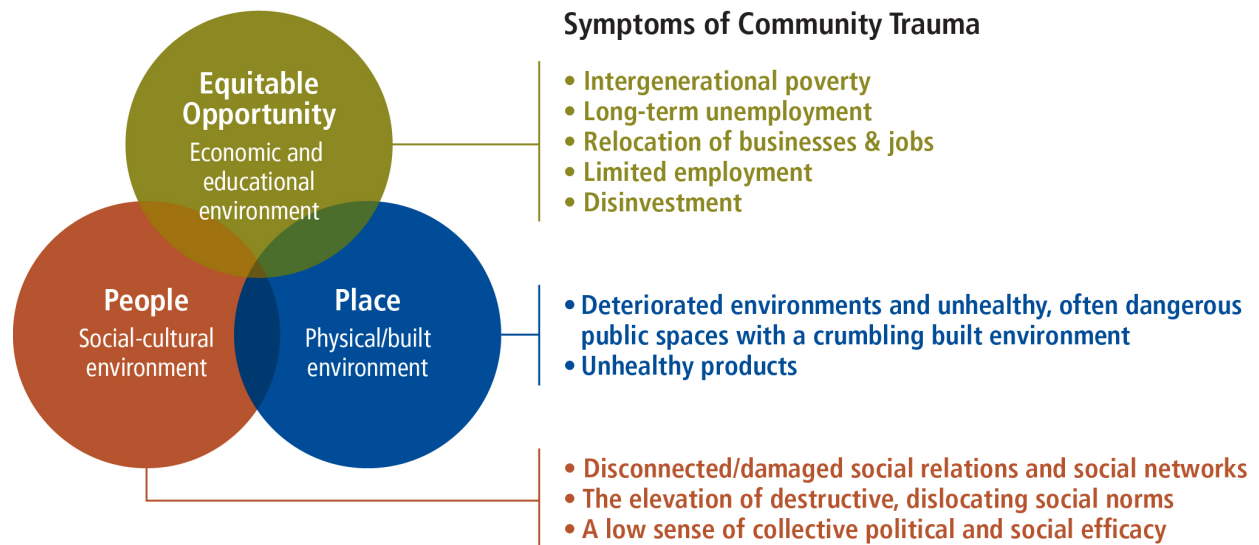 Symptoms of Community Trauma
Equitable
Opportunity
Economic and
educational
environment
• Intergenerational poverty
• Long-term unemployment
• Relocation of businesses & jobs
• Limited employment
• Disinvestment
People
Social-cultural
environment
Place
Physical/built
environment
• Deteriorated environments and unhealthy, often dangerous
public spaces with a crumbling built environment
• Unhealthy products
• Disconnected/damaged social relations and social networks
• The elevation of destructive, dislocating social norms
• A low sense of collective political and social efficacy